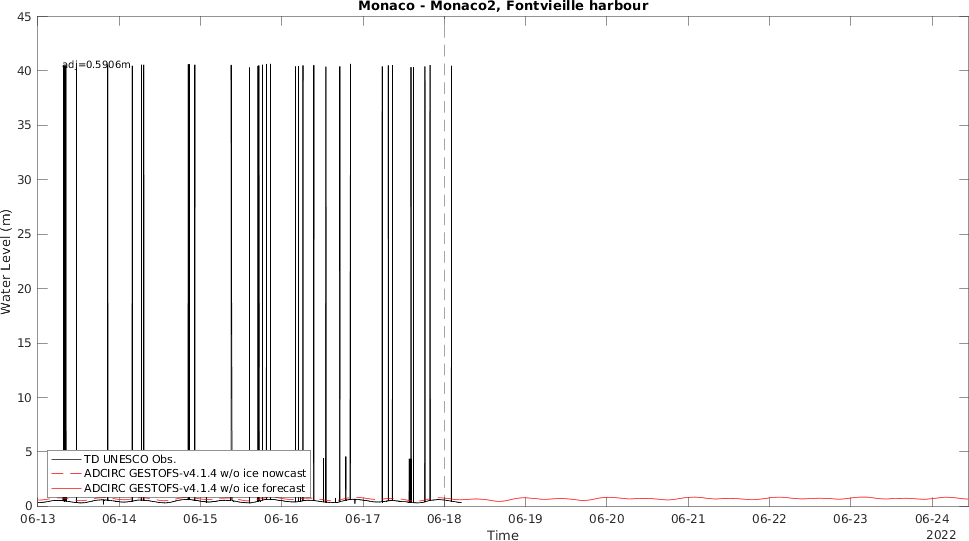 Monaco - Monaco2, Fontvieille harbour
45
40
35
30
25
20
15
10
5
0
Water Level (m)
adj=0.5906m
TD UNESCO Obs.
ADCIRC GESTOFS-v4.1.4 w/o ice nowcast
ADCIRC GESTOFS-v4.1.4 w/o ice forecast
06-13 06-14 06-15 06-16 06-17 06-18 06-19 06-20 06-21 06-22 06-23 06-24
2022
Time